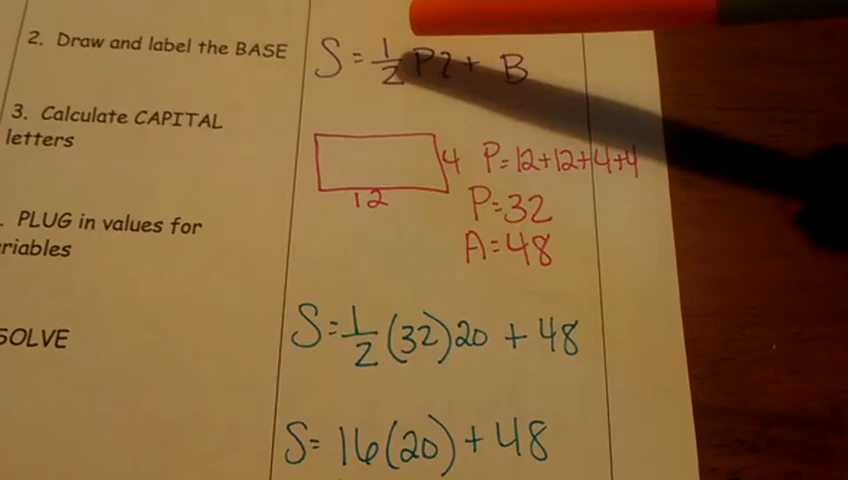 2. Draw and label the BASE
S = 1/2 Pl + B
3. Calculate CAPITAL
letters
4 P=12+12+4+4
12
P=32
A=48
. PLUG in values for
riables
S=1/2(32)20 + 48
SOLVE
S= 16(20)+48